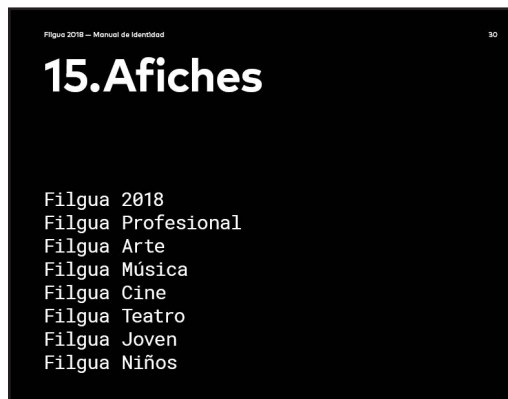 Filgua 2018 — Manual de Identidad
30
15.Afiches
Filgua 2018
Filgua Profesional
Filgua Arte
Filgua Música
Filgua Cine
Filgua Teatro
Filgua Joven
Filgua Niños